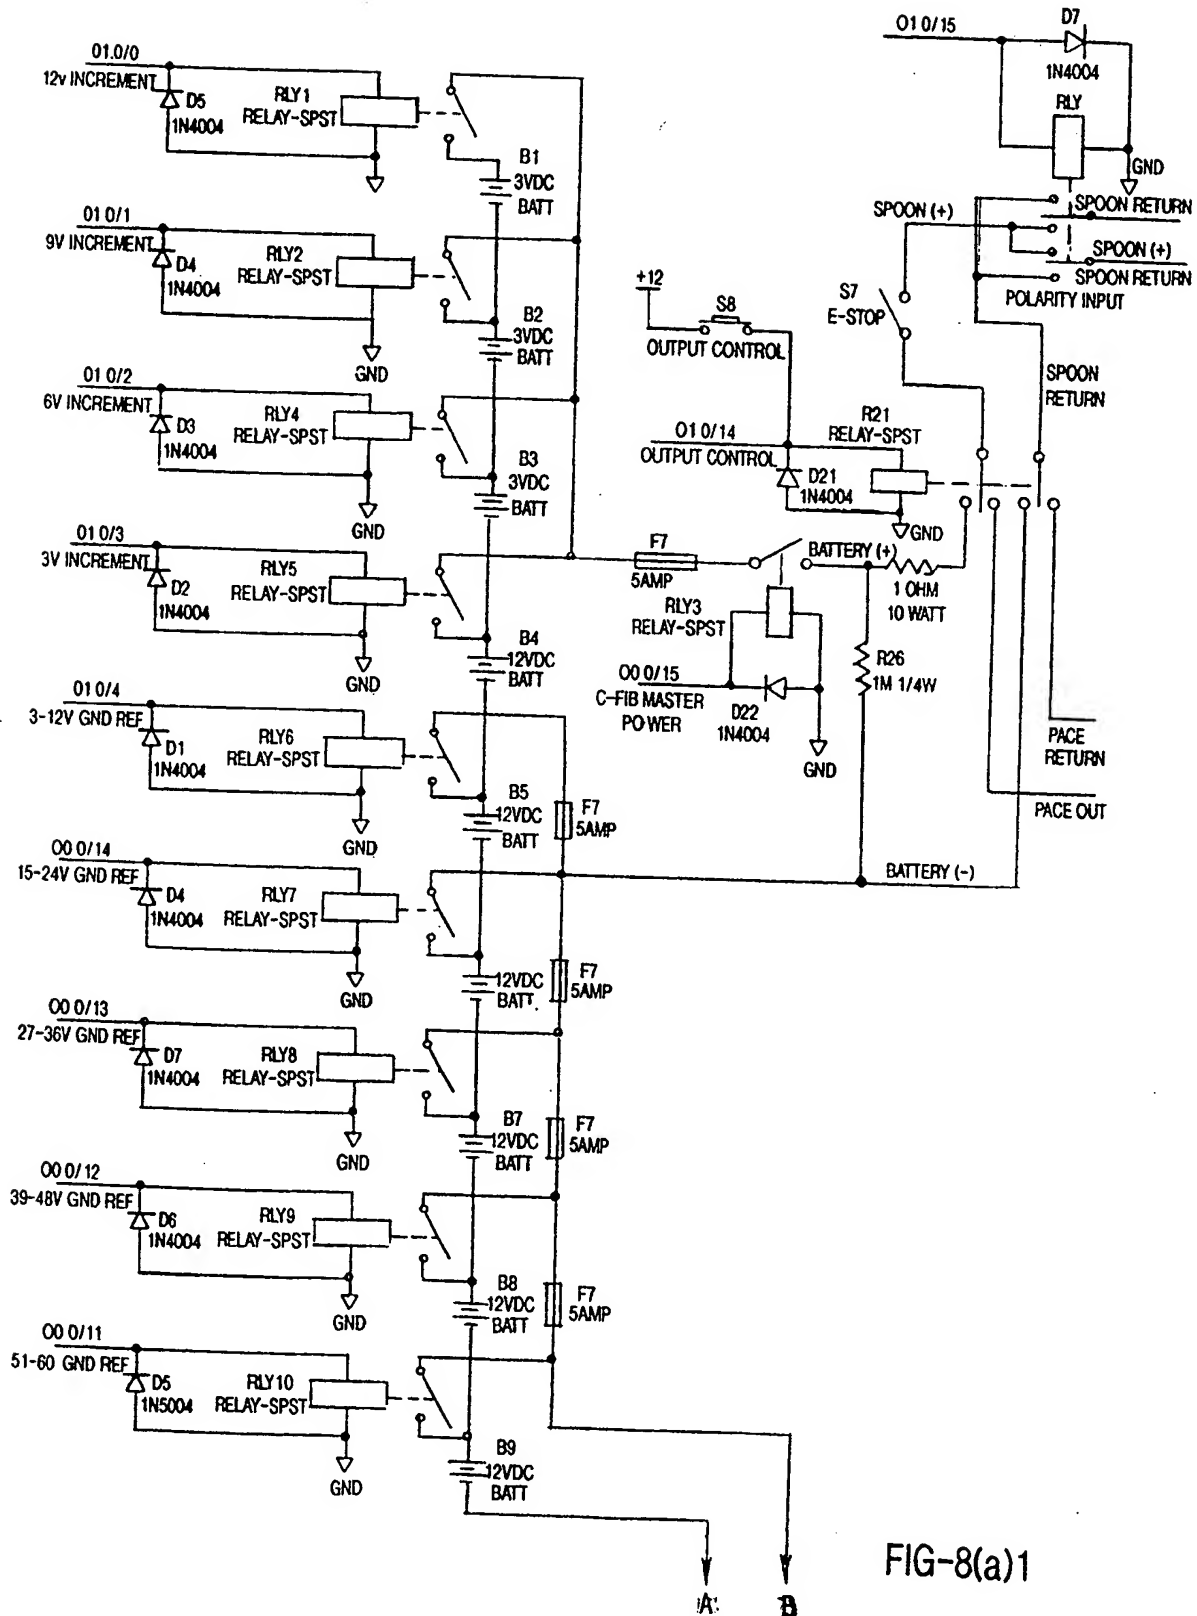 01.0/0
12v INCREMENT
D5
1N4004
RLY1
RELAY-SPST
B1
3VDC
BATT
01 0/1
9V INCREMENT
D4
1N4004
RLY2
RELAY-SPST
GND
B2
3VDC
BATT
01 0/2
6V INCREMENT
D3
1N4004
RLY4
RELAY-SPST
GND
B3
3VDC
BATT
01 0/3
3V INCREMENT
D2
1N4004
RLY5
RELAY-SPST
GND
B4
12VDC
BATT
01 0/4
3-12V GND REF
D1
1N4004
RLY6
RELAY-SPST
GND
B5
12VDC
BATT
F7
5AMP
00 0/14
15-24V GND REF
D4
1N4004
RLY7
RELAY-SPST
GND
12VDC
BATT.
F7
5AMP
00 0/13
27-36V GND REF
D7
1N4004
RLY8
RELAY-SPST
GND
B7
12VDC
BATT
F7
5AMP
00 0/12
39-48V GND REF
D6
1N4004
RLY9
RELAY-SPST
GND
B8
12VDC
BATT
F7
5AMP
00 0/11
51-60 GND REF
D5
1N5004
RLY10
RELAY-SPST
GND
B9
12VDC
BATT
A
B
01 0/15
D7
1N4004
RLY
GND
SPOON RETURN
SPOON (+)
SPOON (+)
SPOON RETURN
POLARITY INPUT
+12
S8
OUTPUT CONTROL
S7
E-STOP
SPOON
RETURN
R21
RELAY-SPST
01 0/14
OUTPUT CONTROL
D21
1N4004
GND
F7
5AMP
BATTERY (+)
1 OHM
10 WATT
RLY3
RELAY-SPST
R26
1M 1/4W
00 0/15
C-FIB MASTER
POWER
D22
1N4004
GND
PACE
RETURN
PACE OUT
BATTERY (-)
FIG-8(a)1